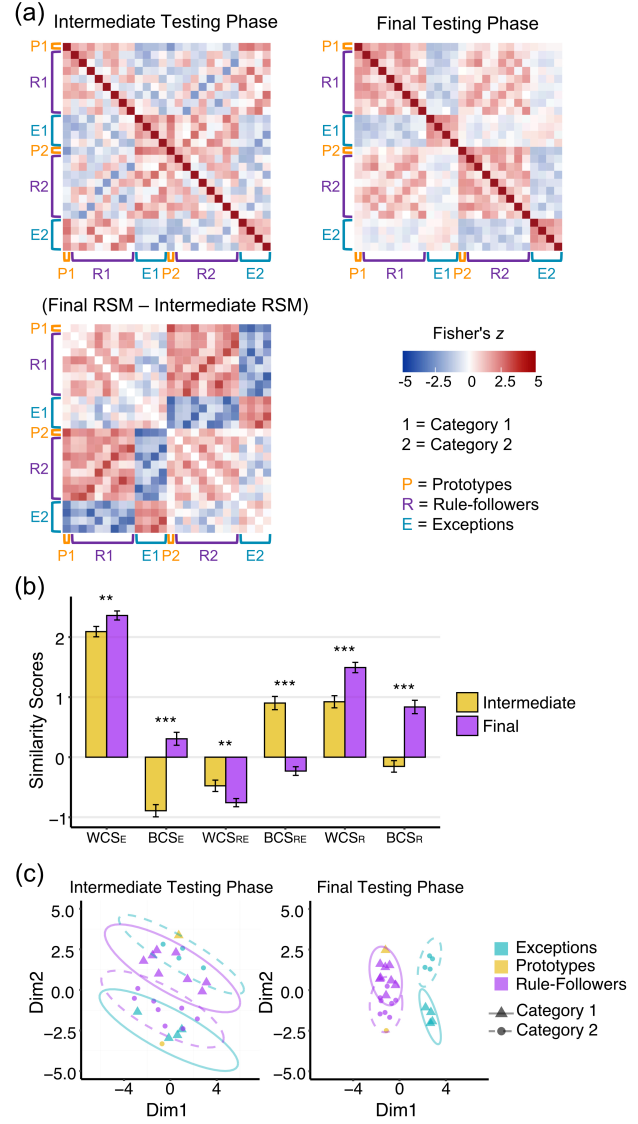 (a)
Intermediate Testing Phase
Final Testing Phase
P1
R1
E1
P2
R2
E2
P1 R1 E1 P2 R2 E2
P1
R1
E1
P2
R2
E2
P1 R1 E1 P2 R2 E2
(Final RSM – Intermediate RSM)
P1
R1
E1
P2
R2
E2
P1 R1 E1 P2 R2 E2
Fisher's z
-5 -2.5 0 2.5 5
1 = Category 1
2 = Category 2
P = Prototypes
R = Rule-followers
E = Exceptions
(b)
Similarity Scores
2
1
0
−1
** *** ** *** *** ***
WCSE BCSE WCSRE BCSRE WCSR BCSR
Intermediate
Final
(c)
Intermediate Testing Phase
Final Testing Phase
Dim2
5.0
2.5
0.0
-2.5
-5.0
−4 0 4
Dim1
Dim2
5.0
2.5
0.0
-2.5
-5.0
−4 0 4
Dim1
Exceptions
Prototypes
Rule-Followers
Category 1
Category 2